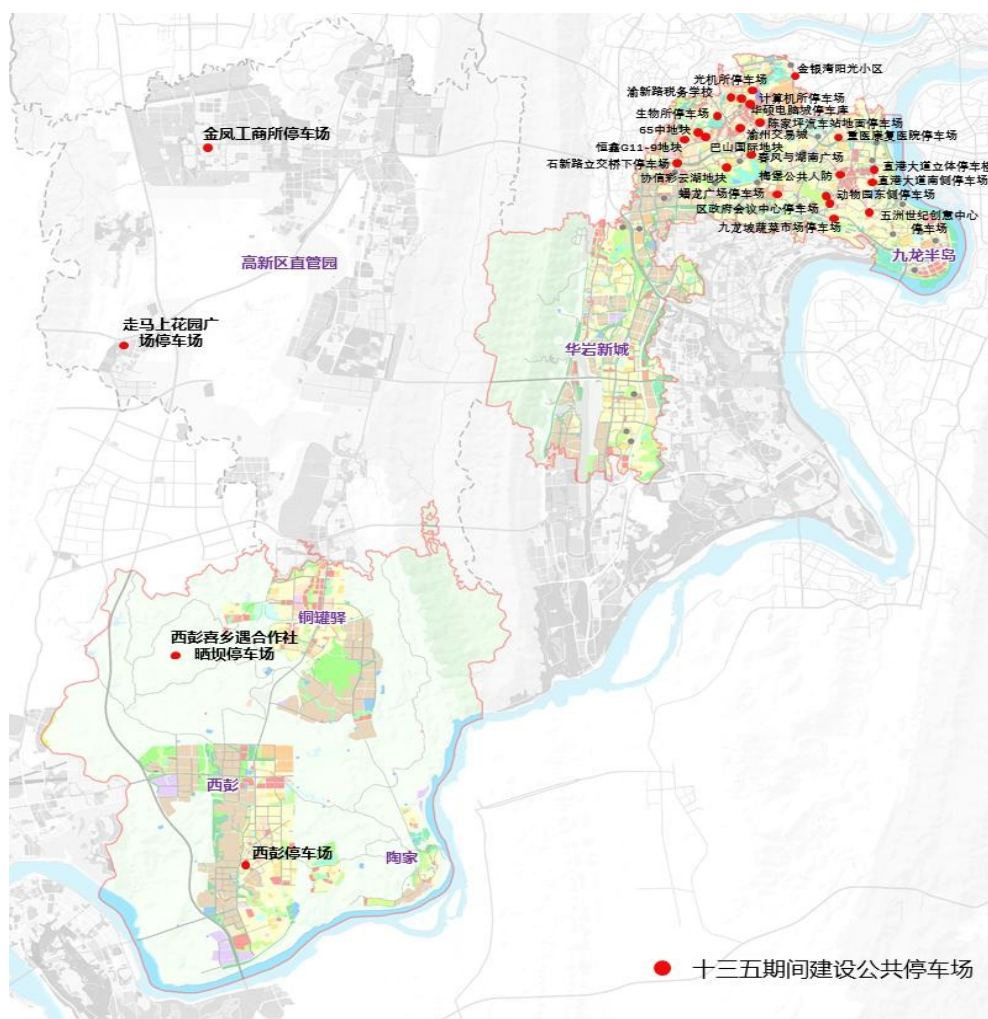 金银湾阳光小区
光机所停车场
渝新路税务学校
计算机所停车场
华硕电脑城停车库
生物所停车场
陈家坪汽车站地面停车场
65中地块
渝州交易城
重医康复医院停车场
恒鑫G11-9地块
巴山国际地块
春风与湖南广场
石新路立交桥下停车场
直港大道立体停车楼
协信彩云湖地块
梅堡公共人防
直港大道南侧停车场
蟠龙广场停车场
动物园东侧停车场
区政府会议中心停车场
五洲世纪创意中心
停车场
九龙坡蔬菜市场停车场
九龙半岛
金凤工商所停车场
高新区直管园
走马上花园广
场停车场
华岩新城
铜罐驿
西彭喜乡遇合作社
晒坝停车场
西彭
陶家
西彭停车场
十三五期间建设公共停车场